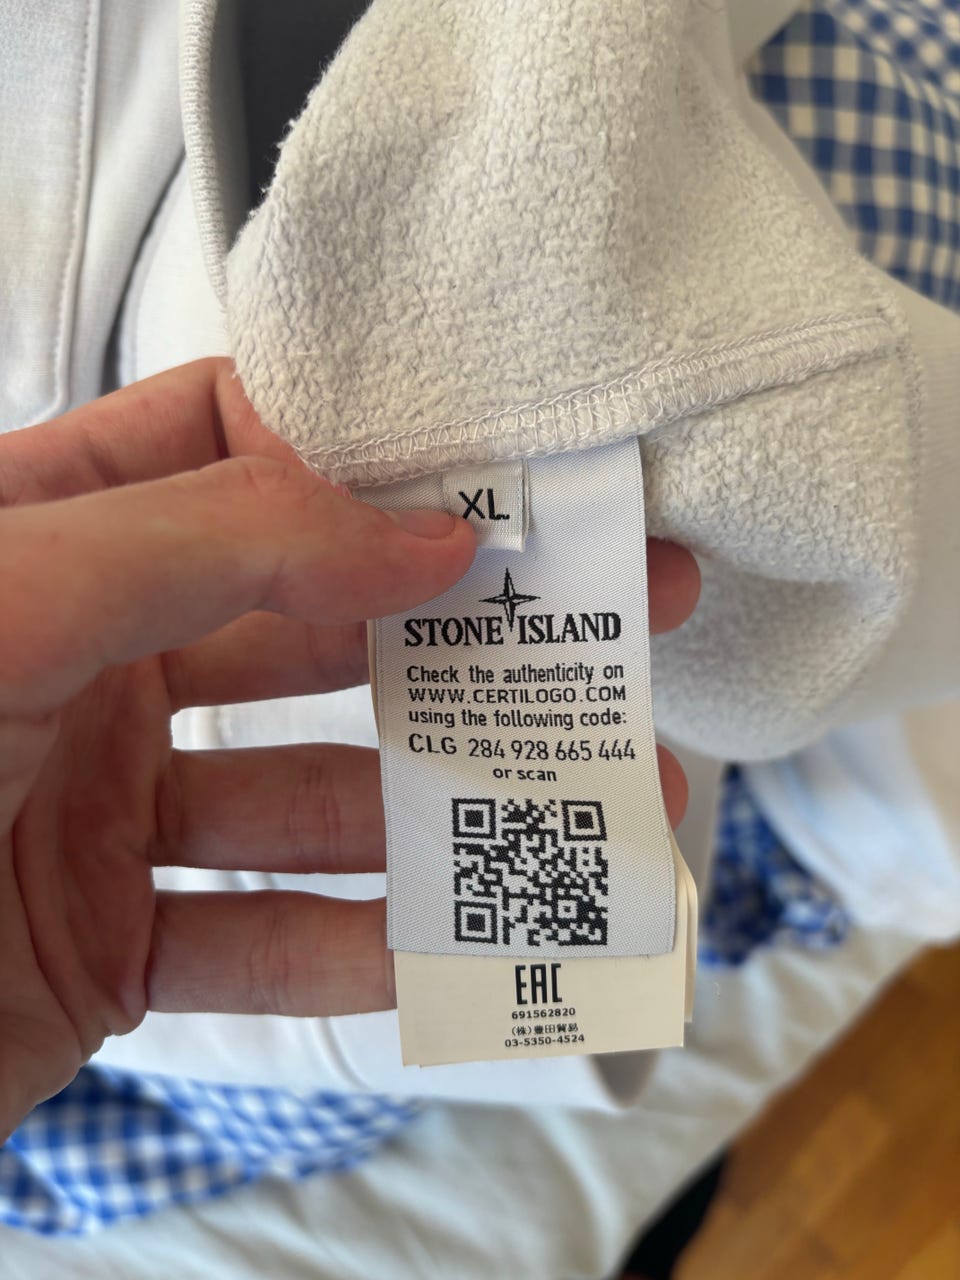 XL
STONE ISLAND
Check the authenticity on
WWW.CERTILOGO.COM
using the following code:
CLG 284 928 665 444
or scan
EAC
691562820
(株)豊田貿易
03-5350-4524